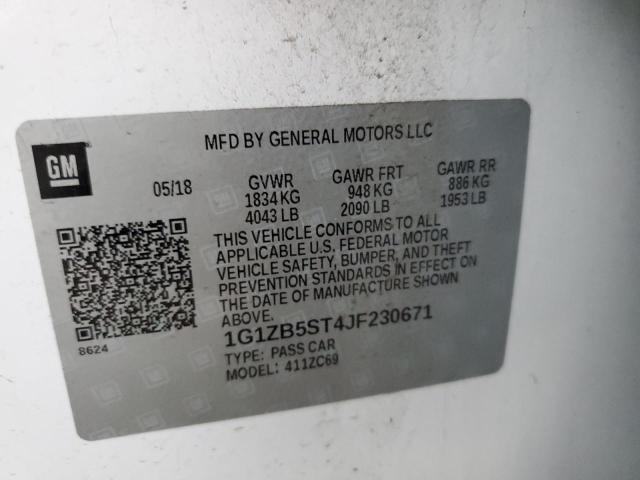 MFD BY GENERAL MOTORS LLC
GM
05/18 GVWR GAWR FRT GAWR RR
1834 KG 948 KG 886 KG
4043 LB 2090 LB 1953 LB
THIS VEHICLE CONFORMS TO ALL
APPLICABLE U.S. FEDERAL MOTOR
VEHICLE SAFETY, BUMPER, AND THEFT
PREVENTION STANDARDS IN EFFECT ON
THE DATE OF MANUFACTURE SHOWN
ABOVE.
8624
1G1ZB5ST4JF230671
TYPE: PASS CAR
MODEL: 411ZC69